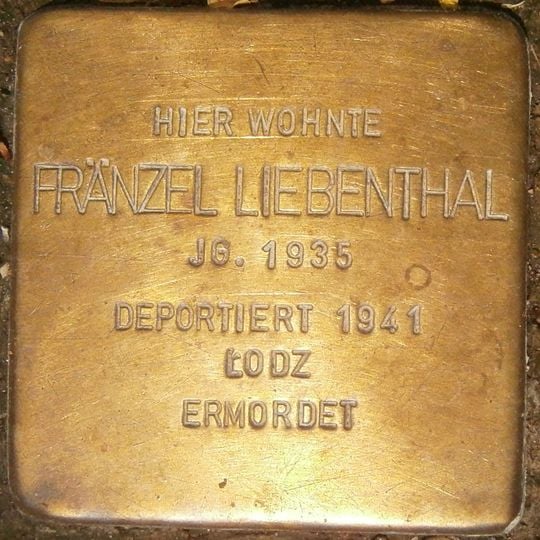 HIER WOHNTE
FRÄNZEL LIEBENTHAL
JG. 1935
DEPORTIERT 1941
ŁODZ
ERMORDET